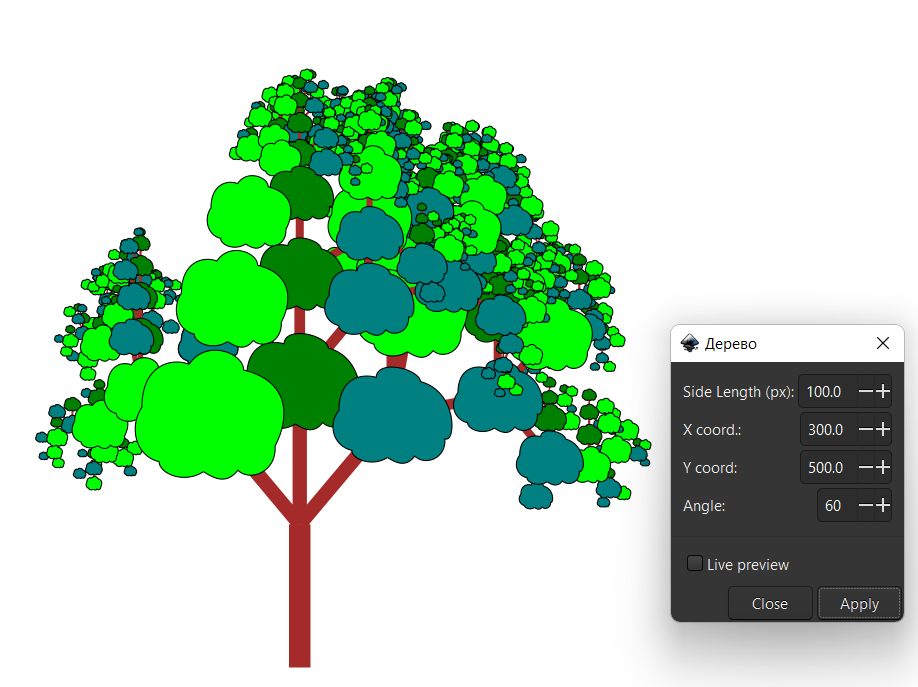 Дерево
Side Length (px): 100.0
X coord.: 300.0
Y coord: 500.0
Angle: 60
Live preview
Close Apply